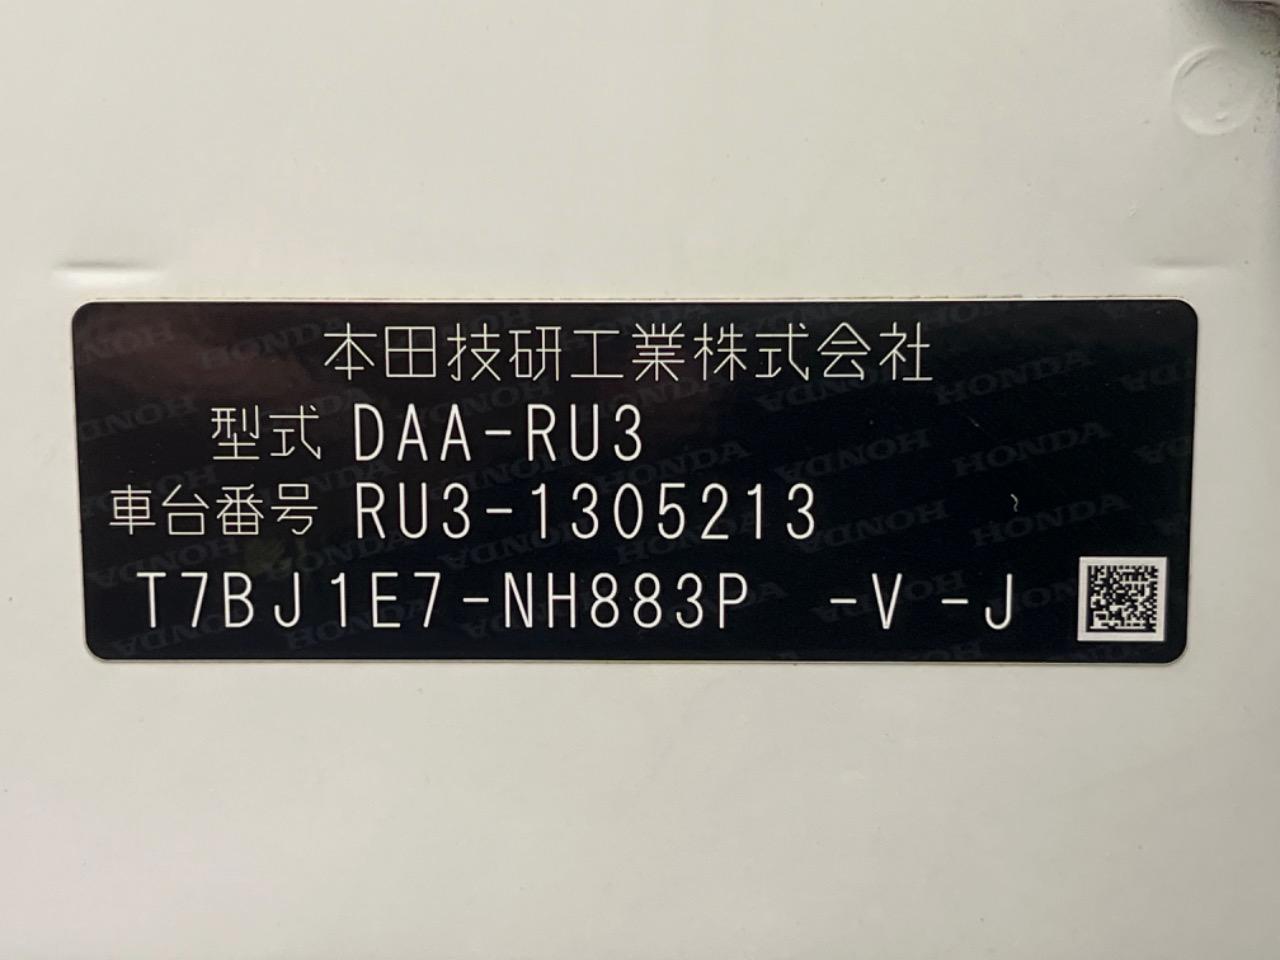 本田技研工業株式会社
型式 DAA-RU3
車台番号 RU3-1305213
T7BJ1E7-NH883P -V-J